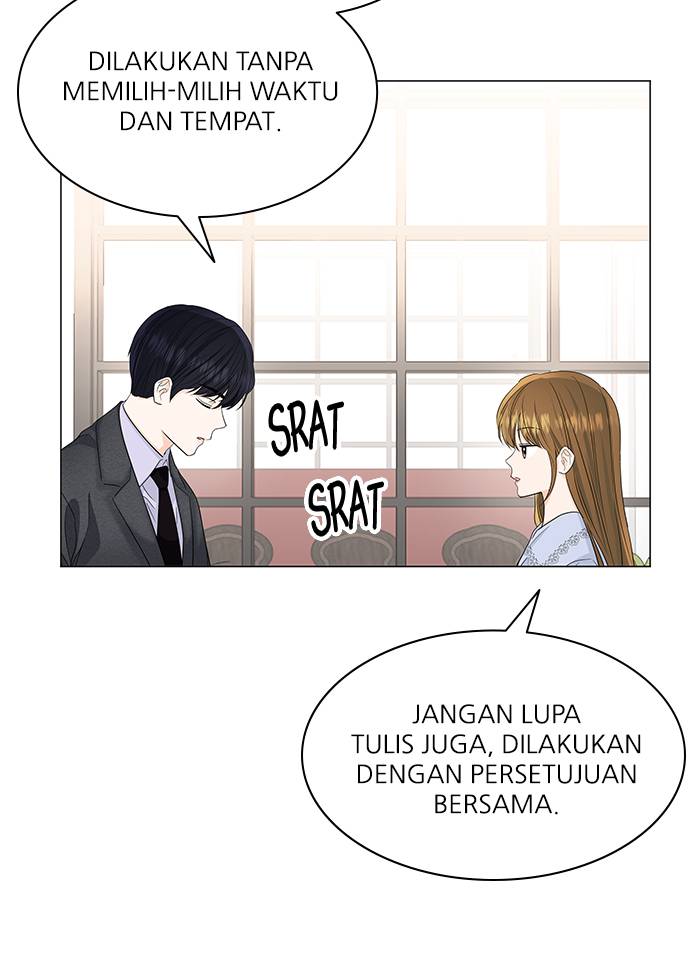 DILAKUKAN TANPA
MEMILIH-MILIH WAKTU
DAN TEMPAT.
SRAT
SRAT
JANGAN LUPA
TULIS JUGA, DILAKUKAN
DENGAN PERSETUJUAN
BERSAMA.